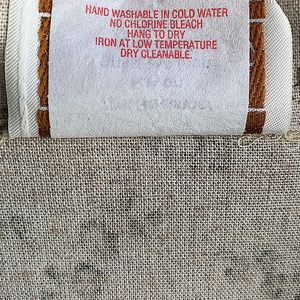 HAND WASHABLE IN COLD WATER
NO CHLORINE BLEACH
HANG TO DRY
IRON AT LOW TEMPERATURE
DRY CLEANABLE.